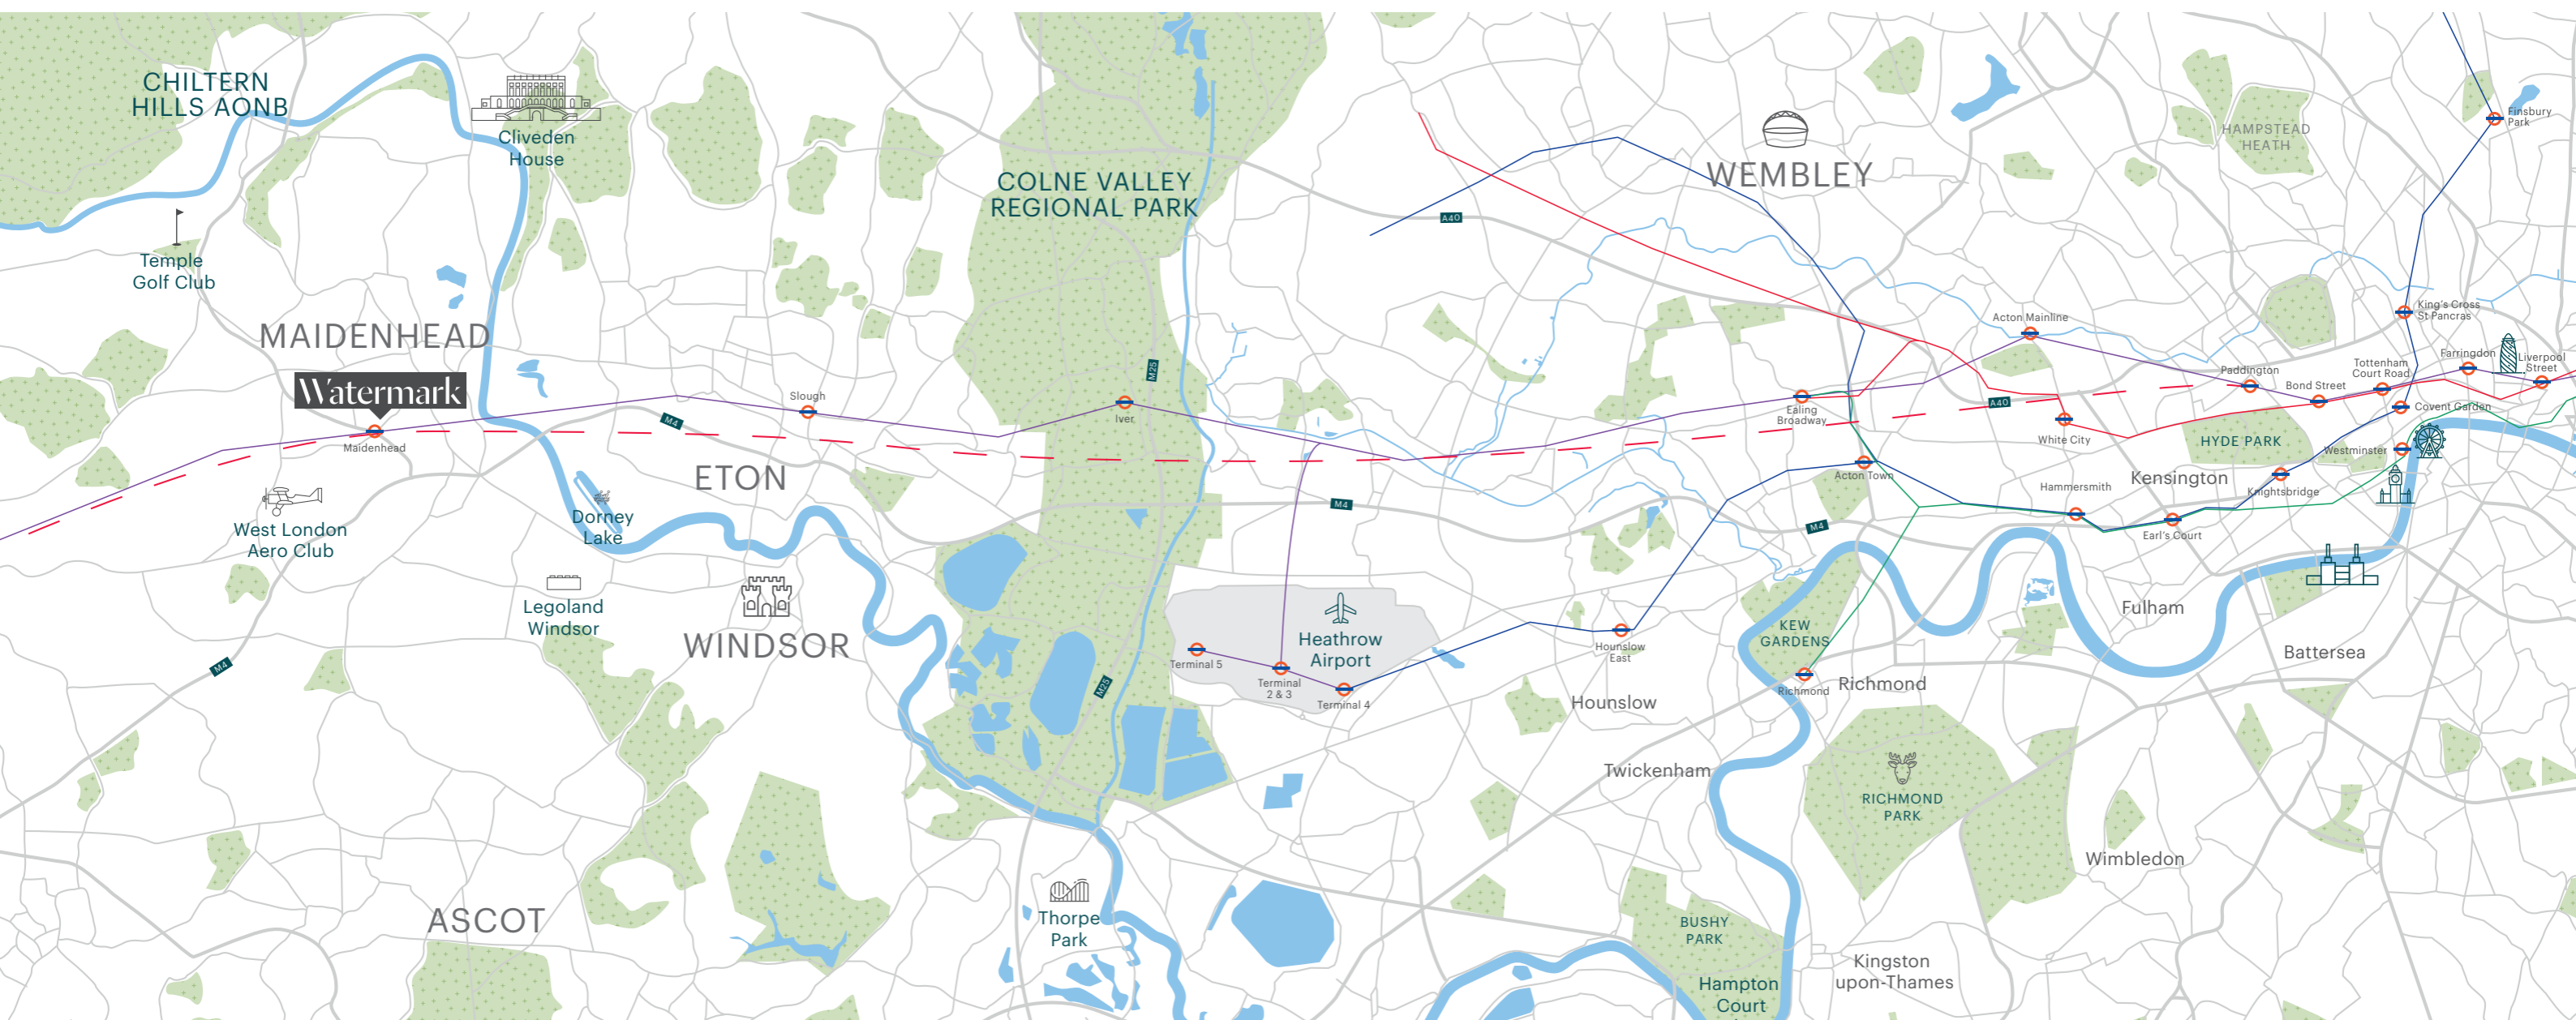 CHILTERN
HILLS AONB
Cliveden
House
COLNE VALLEY
REGIONAL PARK
WEMBLEY
HAMPSTEAD
HEATH
Finsbury
Park
A40
Temple
Golf Club
MAIDENHEAD
Watermark
Maidenhead
M4
Slough
M25
Iver
Ealing
Broadway
Acton Mainline
A40
White City
Paddington
Bond Street
Tottenham
Court Road
King's Cross
St Pancras
Farringdon
Liverpool
Street
Covent Garden
HYDE PARK
Westminster
Knightsbridge
Kensington
Hammersmith
Earl's Court
Acton Town
M4
M4
ETON
West London
Aero Club
Dorney
Lake
Legoland
Windsor
WINDSOR
M4
M25
Heathrow
Airport
Terminal 5
Terminal
2 & 3
Terminal 4
Hounslow
East
Hounslow
KEW
GARDENS
Richmond
Richmond
Fulham
Battersea
Twickenham
RICHMOND
PARK
Wimbledon
ASCOT
Thorpe
Park
BUSHY
PARK
Hampton
Court
Kingston
upon-Thames